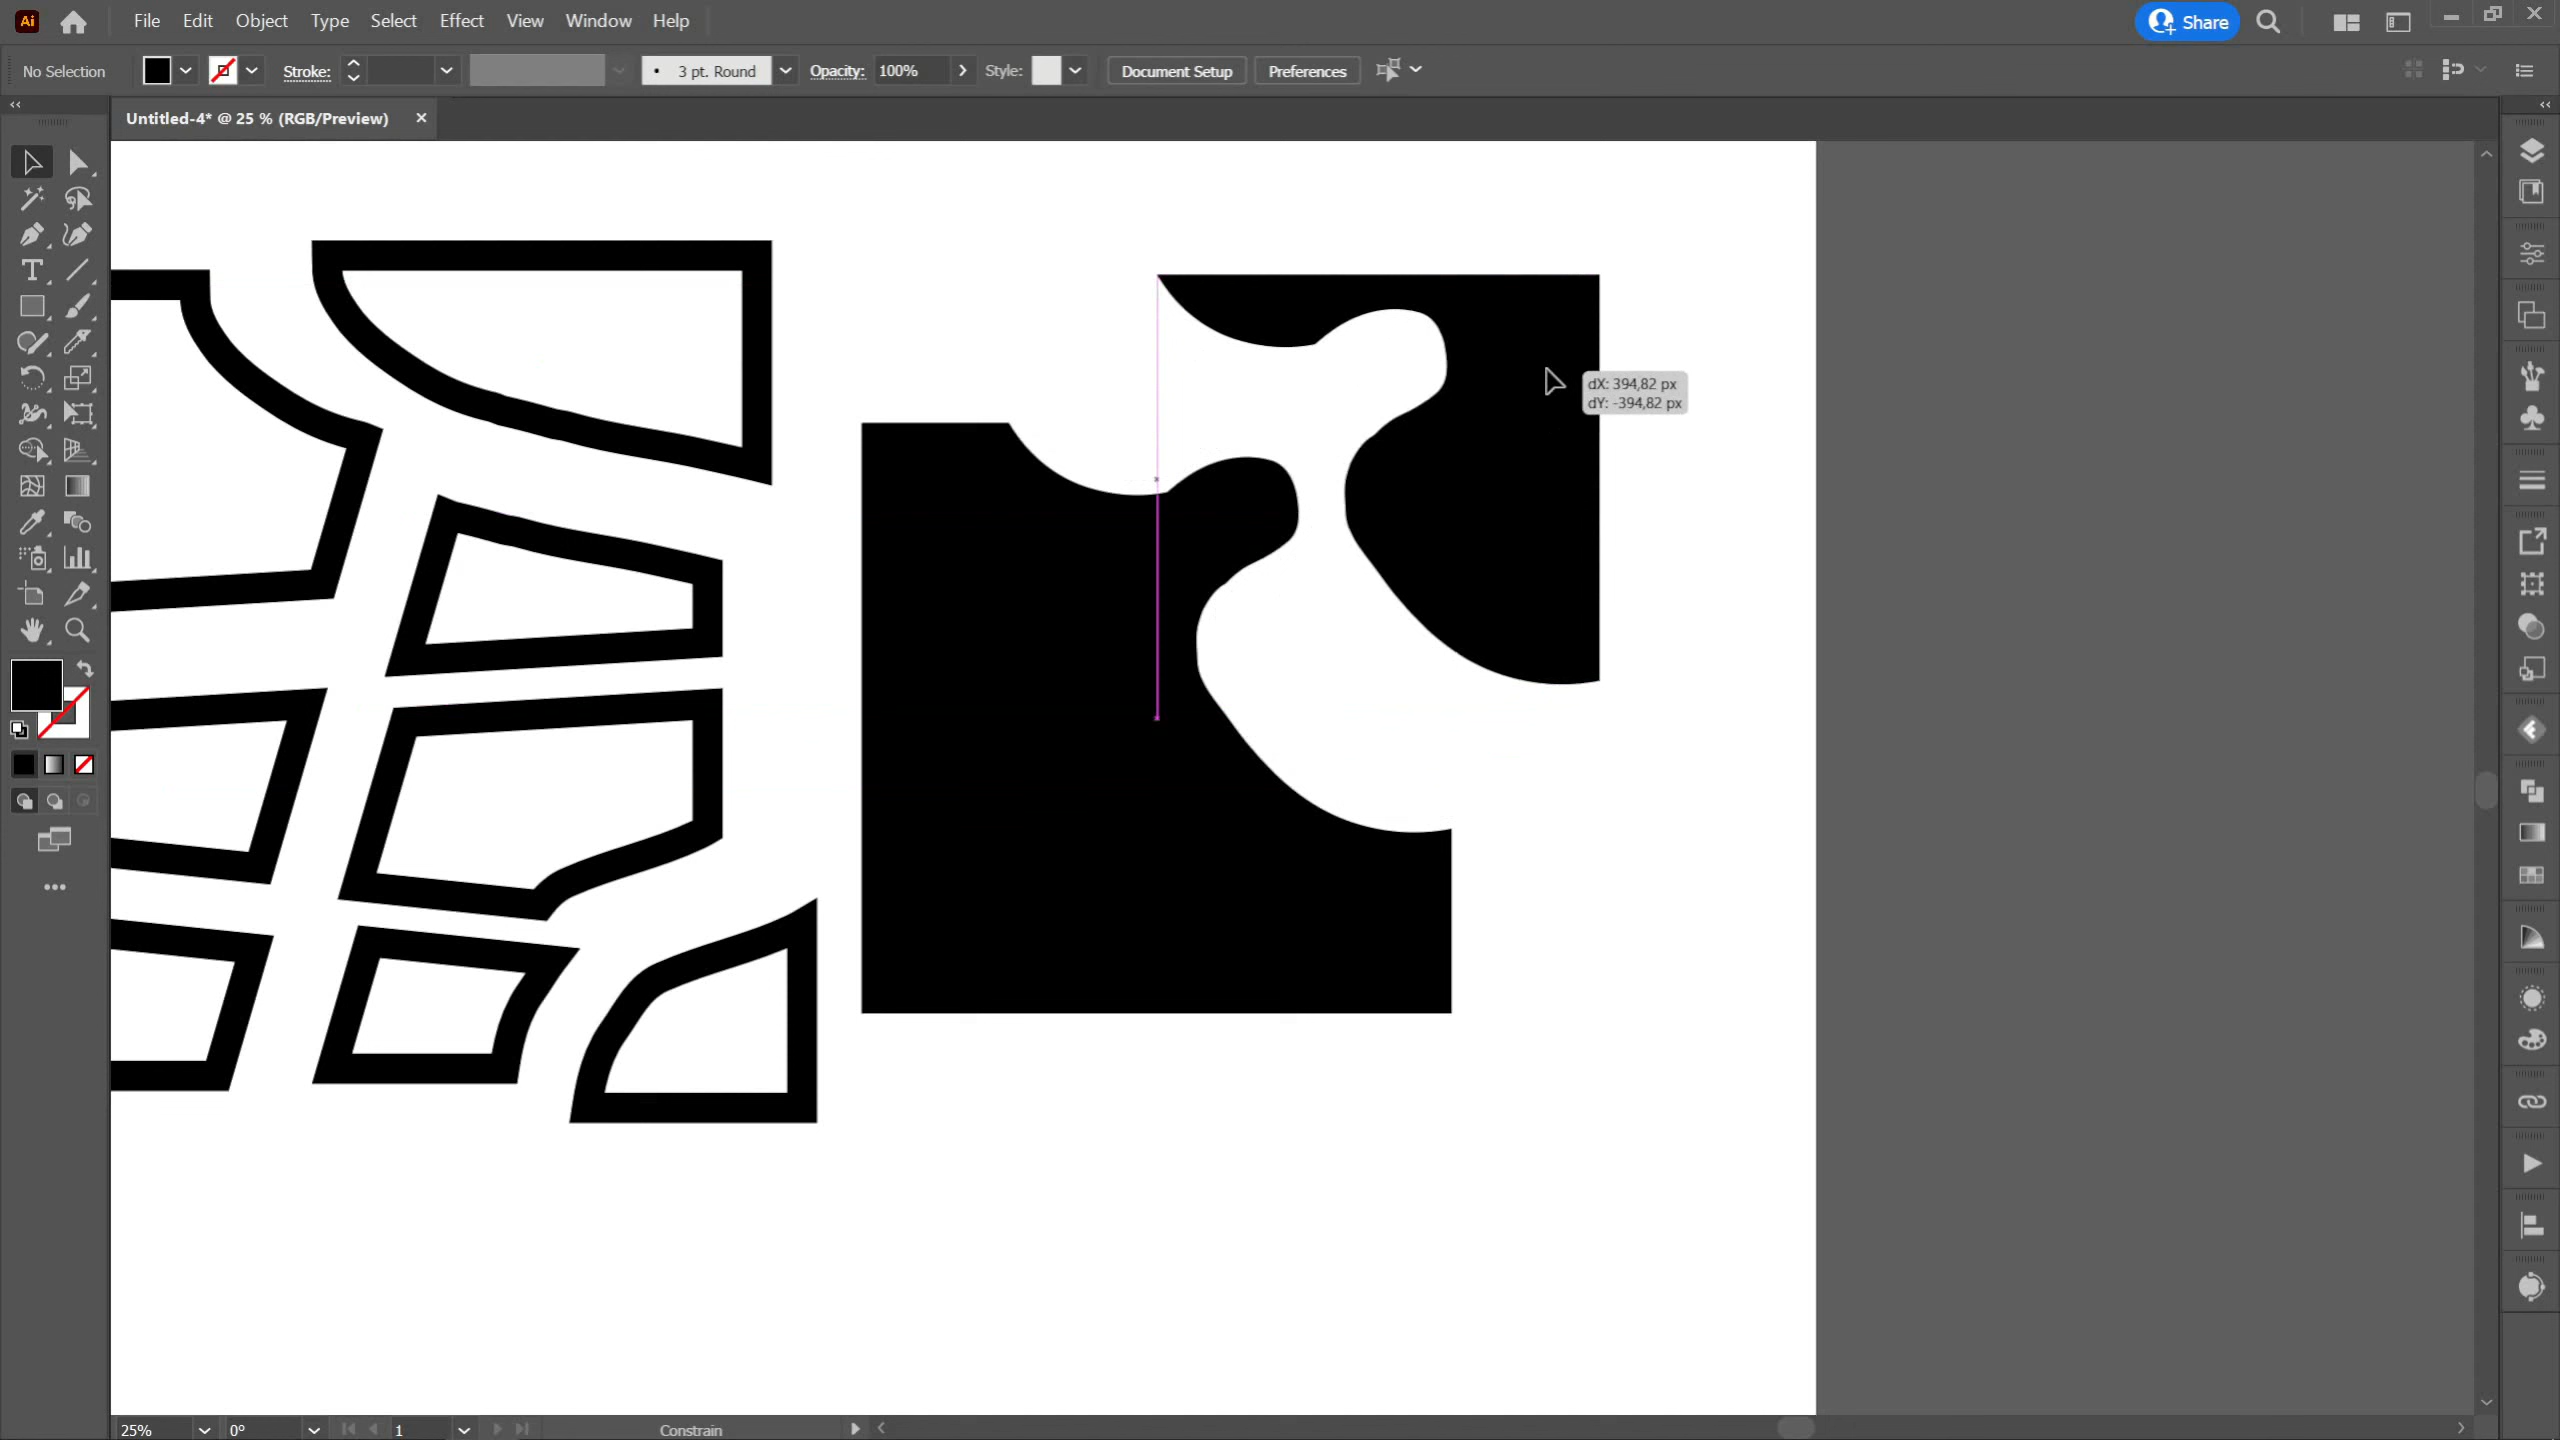 Ai File Edit Object Type Select Effect View Window Help Share
No Selection Stroke: 3 pt. Round Opacity: 100% Style: Document Setup Preferences
Untitled-4* @ 25 % (RGB/Preview)
dX: 394,82 px
dY: -394,82 px
25% 0° 1 Constrain